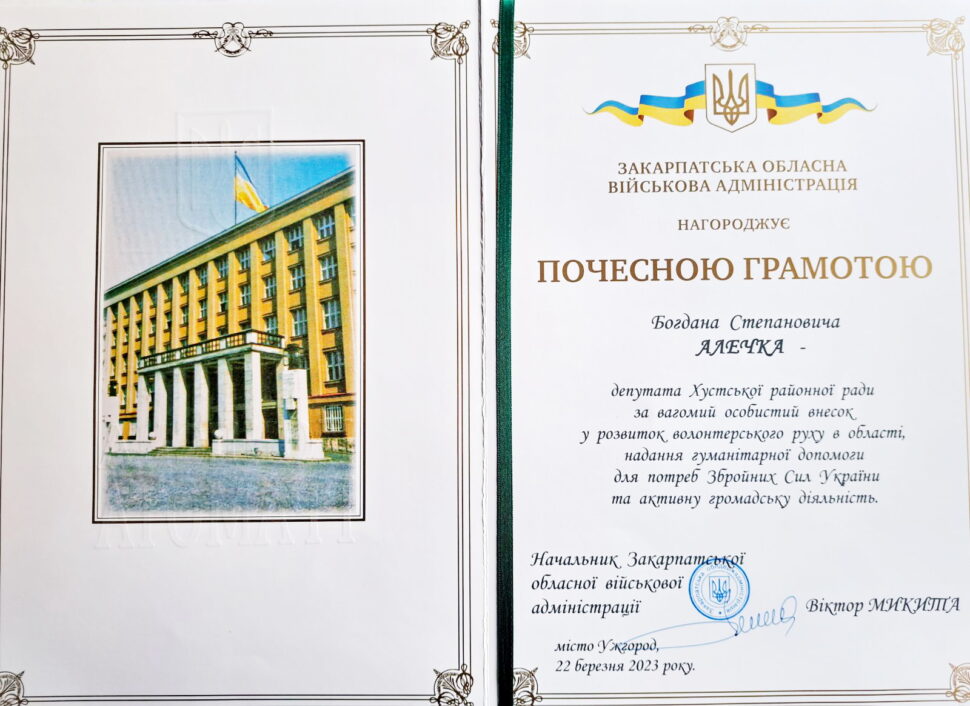 ЗАКАРПАТСЬКА ОБЛАСНА
ВІЙСЬКОВА АДМІНІСТРАЦІЯ
НАГОРОДЖУЄ
ПОЧЕСНОЮ ГРАМОТОЮ
Богдана Степановича
АЛЕЧКА -
депутата Хустської районної ради
за вагомий особистий внесок
у розвиток волонтерського руху в області,
надання гуманітарної допомоги
для потреб Збройних Сил України
та активну громадську діяльність.
Начальник Закарпатської
обласної військової
адміністрації
Віктор МИКИТА
місто Ужгород,
22 березня 2023 року.